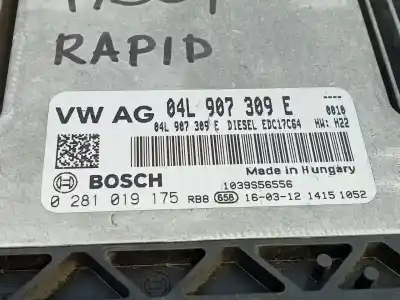 RAPID
VW AG 04L 907 309 E 0010
04L 907 309 E DIESEL EDC17C64 HW: H22
Made in Hungary
BOSCH 1039S56556
0 281 019 175 RB8 658 16-03-12 1415 1052